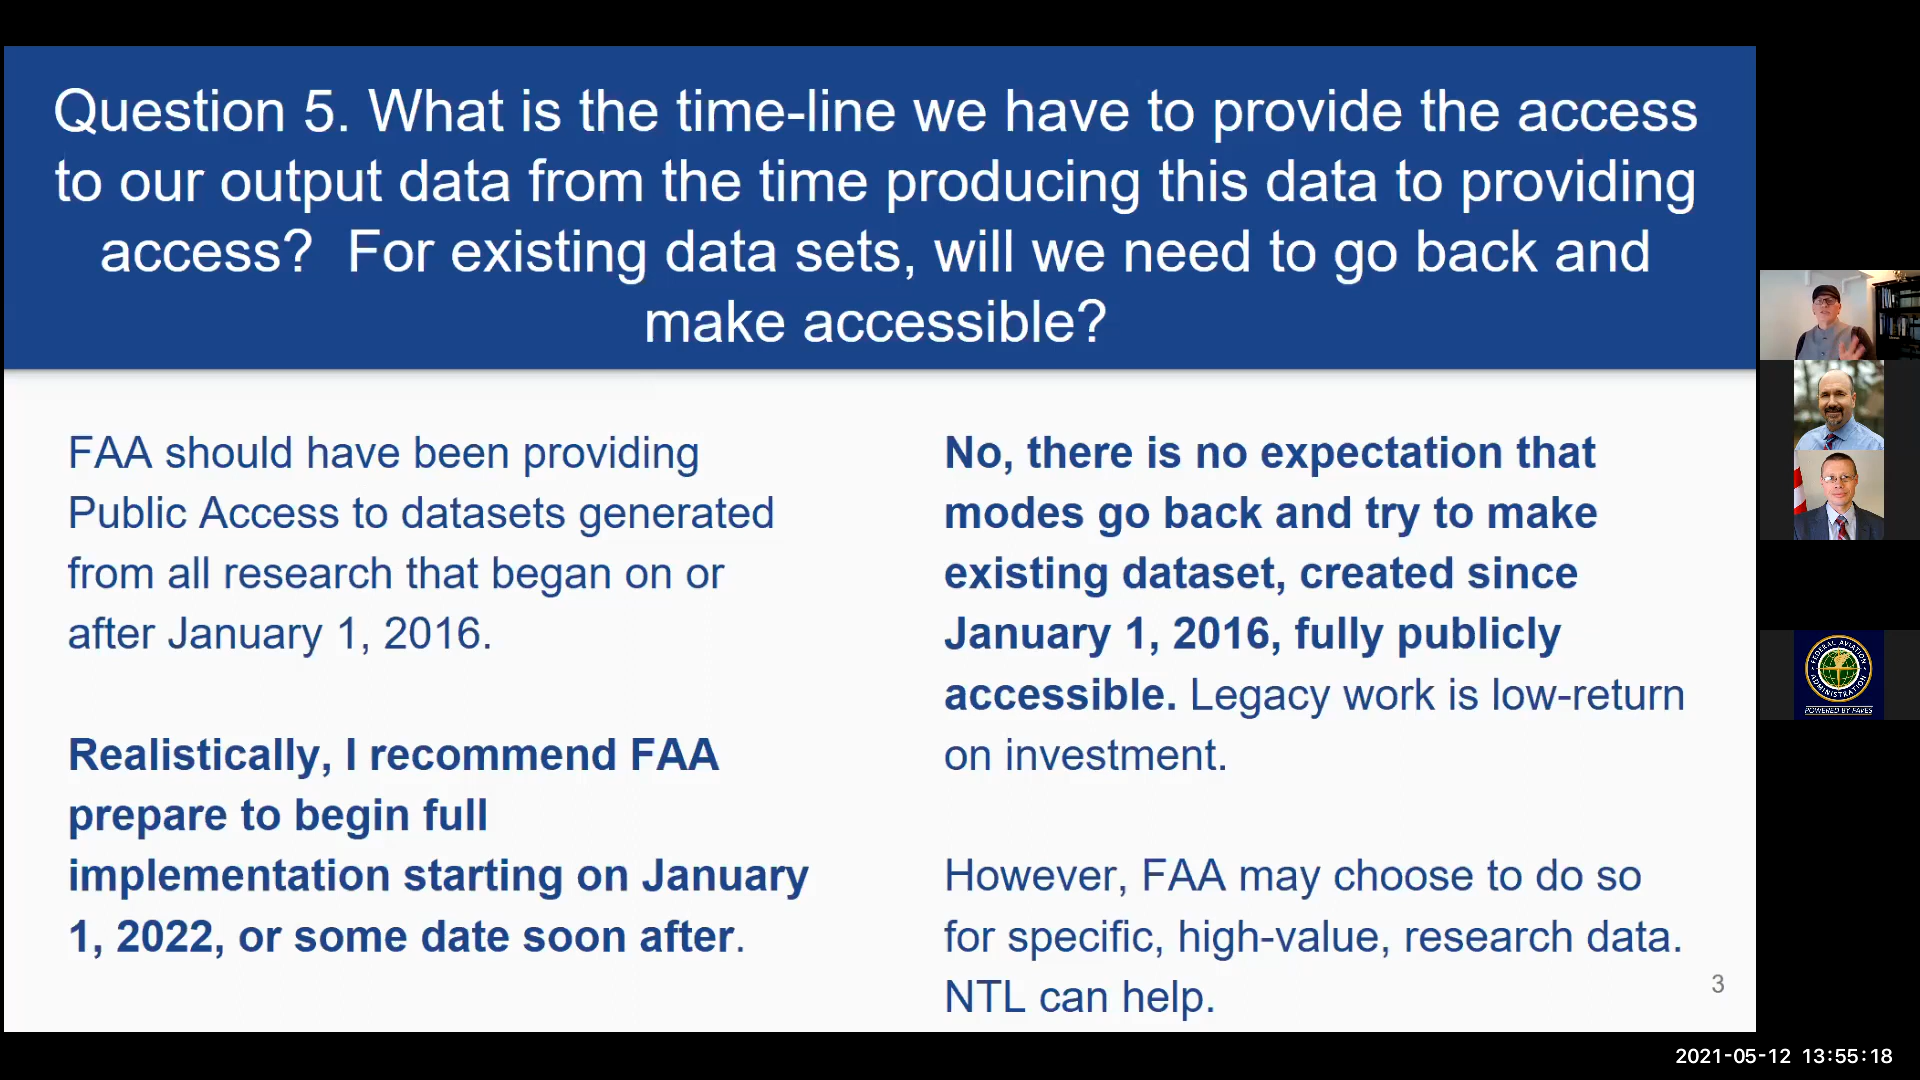 Question 5. What is the time-line we have to provide the access
to our output data from the time producing this data to providing
access?  For existing data sets, will we need to go back and
make accessible?
FAA should have been providing
Public Access to datasets generated
from all research that began on or
after January 1, 2016.
Realistically, I recommend FAA
prepare to begin full
implementation starting on January
1, 2022, or some date soon after.
No, there is no expectation that
modes go back and try to make
existing dataset, created since
January 1, 2016, fully publicly
accessible. Legacy work is low-return
on investment.
However, FAA may choose to do so
for specific, high-value, research data.
NTL can help.
3
FEDERAL AVIATION
ADMINISTRATION
POWERED BY FAVES
2021-05-12 13:55:18